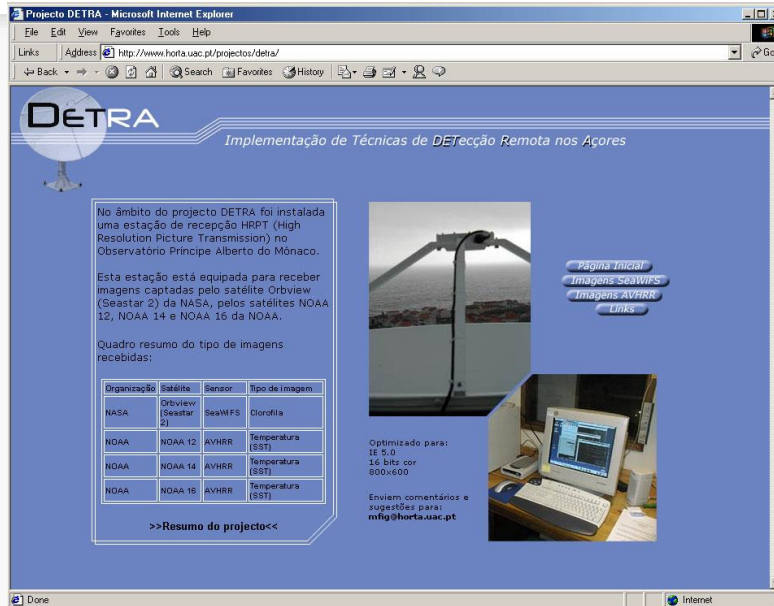 Projecto DETRA - Microsoft Internet Explorer
File Edit View Favorites Tools Help
Links Address http://www.horta.uac.pt/projectos/detra/ Go
Back Search Favorites History
DETRA
Implementação de Técnicas de DETecção Remota nos Açores
No âmbito do projecto DETRA foi instalada
uma estação de recepção HRPT (High
Resolution Picture Transmission) no
Observatório Príncipe Alberto do Mónaco.
Esta estação está equipada para receber
imagens captadas pelo satélite Orbview
(Seastar 2) da NASA, pelos satélites NOAA
12, NOAA 14 e NOAA 16 da NOAA.
Quadro resumo do tipo de imagens
recebidas:
Organização Satélite Sensor Tipo de imagem
NASA Orbview (Seastar 2) SeaWIFS Clorofila
NOAA NOAA 12 AVHRR Temperatura (SST)
NOAA NOAA 14 AVHRR Temperatura (SST)
NOAA NOAA 16 AVHRR Temperatura (SST)
>>Resumo do projecto<<
Página Inicial
Imagens SeaWiFS
Imagens AVHRR
Links
Optimizado para:
IE 5.0
16 bits cor
800x600
Enviem comentários e
sugestões para:
mfig@horta.uac.pt
Done Internet